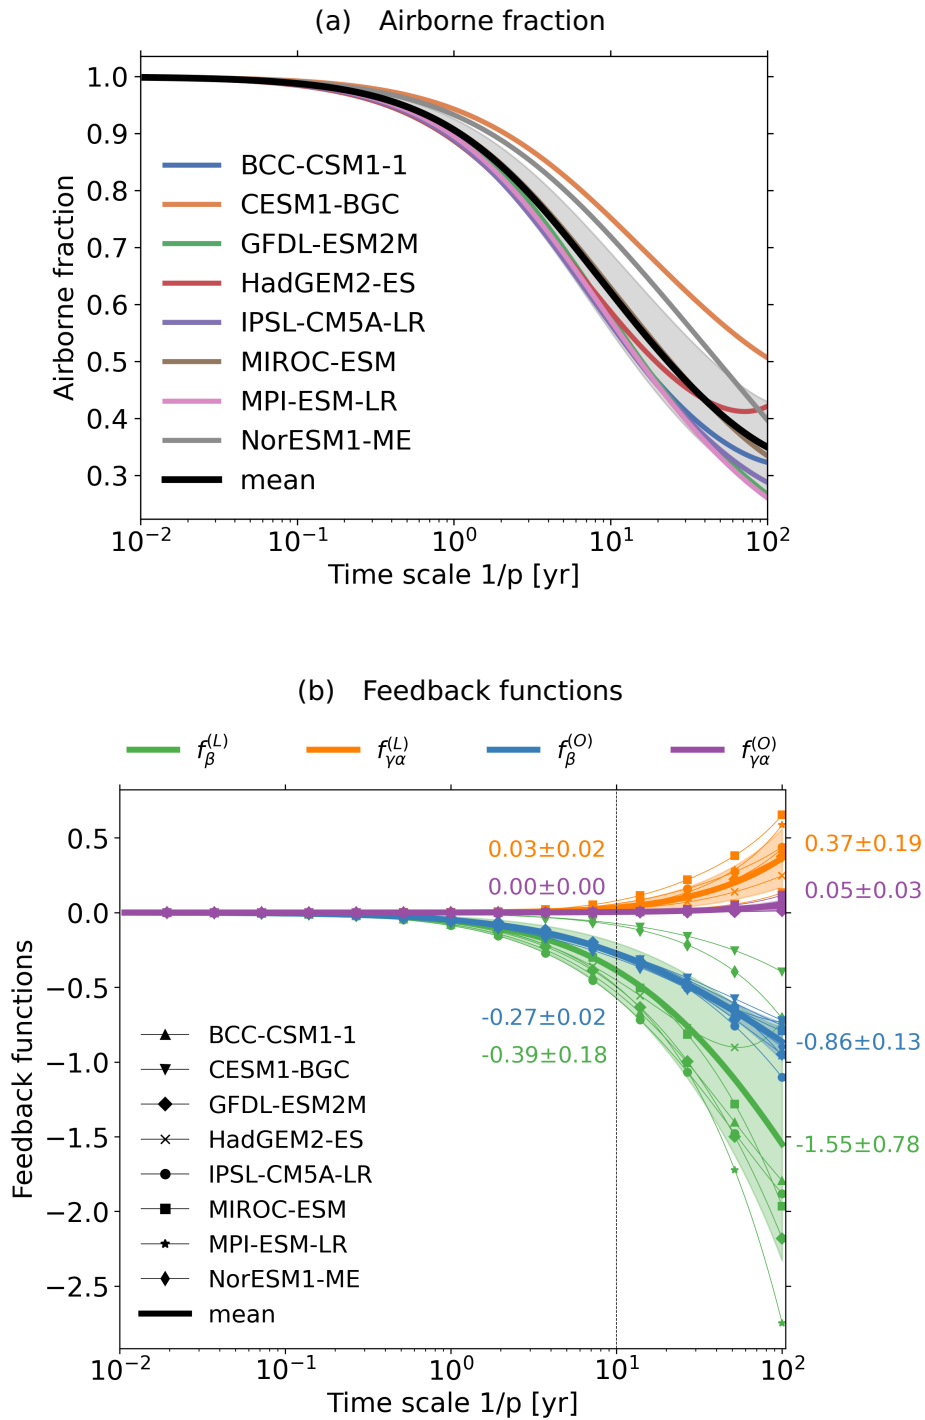 (a) Airborne fraction
1.0
0.9
0.8
0.7
0.6
0.5
0.4
0.3
Airborne fraction
BCC-CSM1-1
CESM1-BGC
GFDL-ESM2M
HadGEM2-ES
IPSL-CM5A-LR
MIROC-ESM
MPI-ESM-LR
NorESM1-ME
mean
10⁻² 10⁻¹ 10⁰ 10¹ 10²
Time scale 1/p [yr]
(b) Feedback functions
f_β^(L) f_γα^(L) f_β^(O) f_γα^(O)
0.5
0.0
−0.5
−1.0
−1.5
−2.0
−2.5
Feedback functions
0.03±0.02
0.00±0.00
-0.27±0.02
-0.39±0.18
0.37±0.19
0.05±0.03
-0.86±0.13
-1.55±0.78
BCC-CSM1-1
CESM1-BGC
GFDL-ESM2M
HadGEM2-ES
IPSL-CM5A-LR
MIROC-ESM
MPI-ESM-LR
NorESM1-ME
mean
10⁻² 10⁻¹ 10⁰ 10¹ 10²
Time scale 1/p [yr]